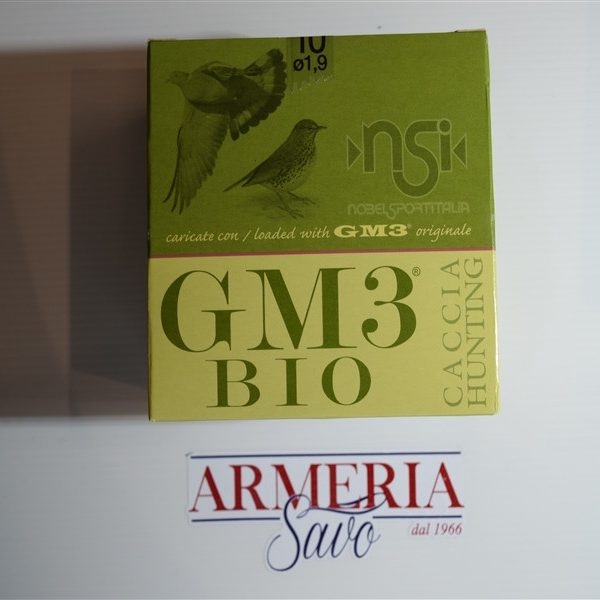 10
ø1,9
nsi
NOBELSPORTITALIA
caricate con / loaded with GM3® originale
GM3®
BIO
CACCIA
HUNTING
ARMERIA
Savo
dal 1966